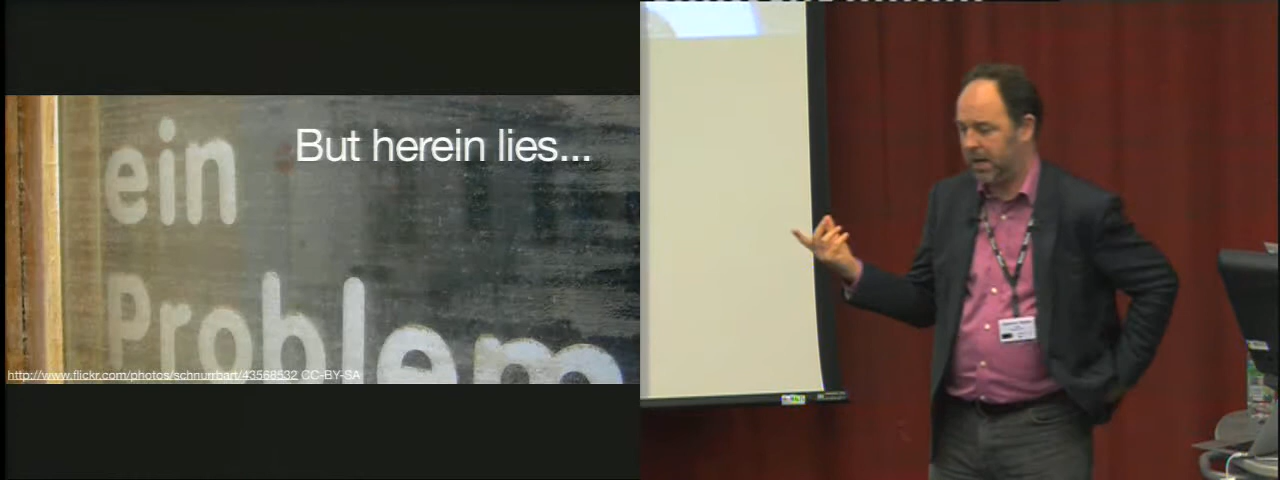 But herein lies...
ein
Problem
http://www.flickr.com/photos/schnurrbart/43568532 CC-BY-SA